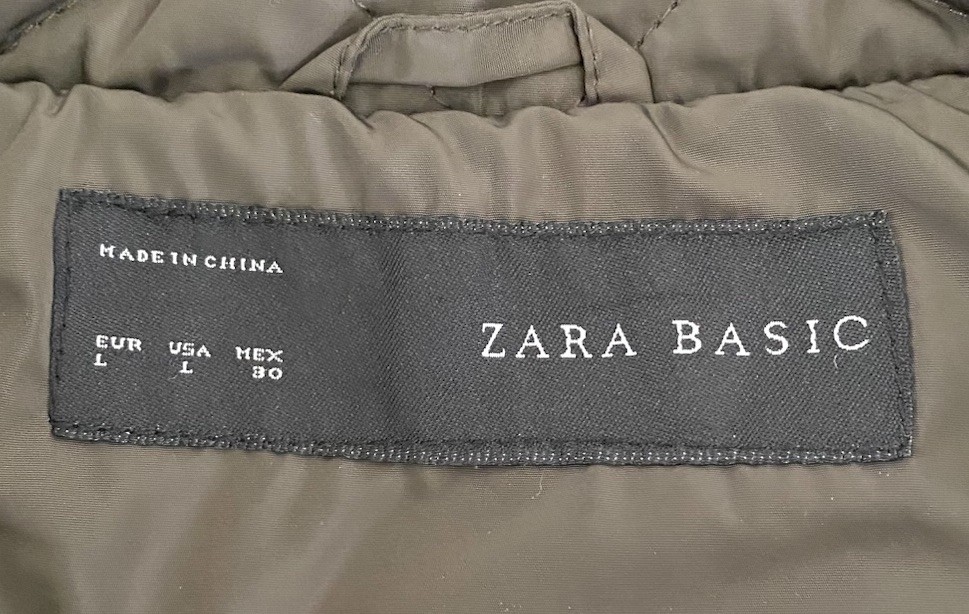 MADE IN CHINA
EUR USA MEX
L L 30
ZARA BASIC